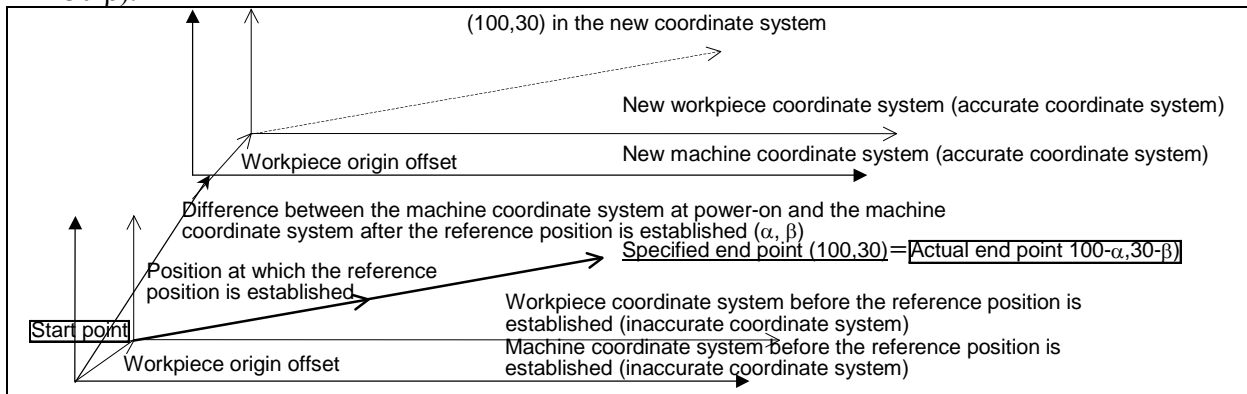 (100,30) in the new coordinate system
New workpiece coordinate system (accurate coordinate system)
Workpiece origin offset
New machine coordinate system (accurate coordinate system)
Difference between the machine coordinate system at power-on and the machine
coordinate system after the reference position is established (α, β)
Specified end point (100,30)＝Actual end point 100-α,30-β)
Position at which the reference
position is established
Workpiece coordinate system before the reference position is
established (inaccurate coordinate system)
Start point
Machine coordinate system before the reference position is
established (inaccurate coordinate system)
Workpiece origin offset